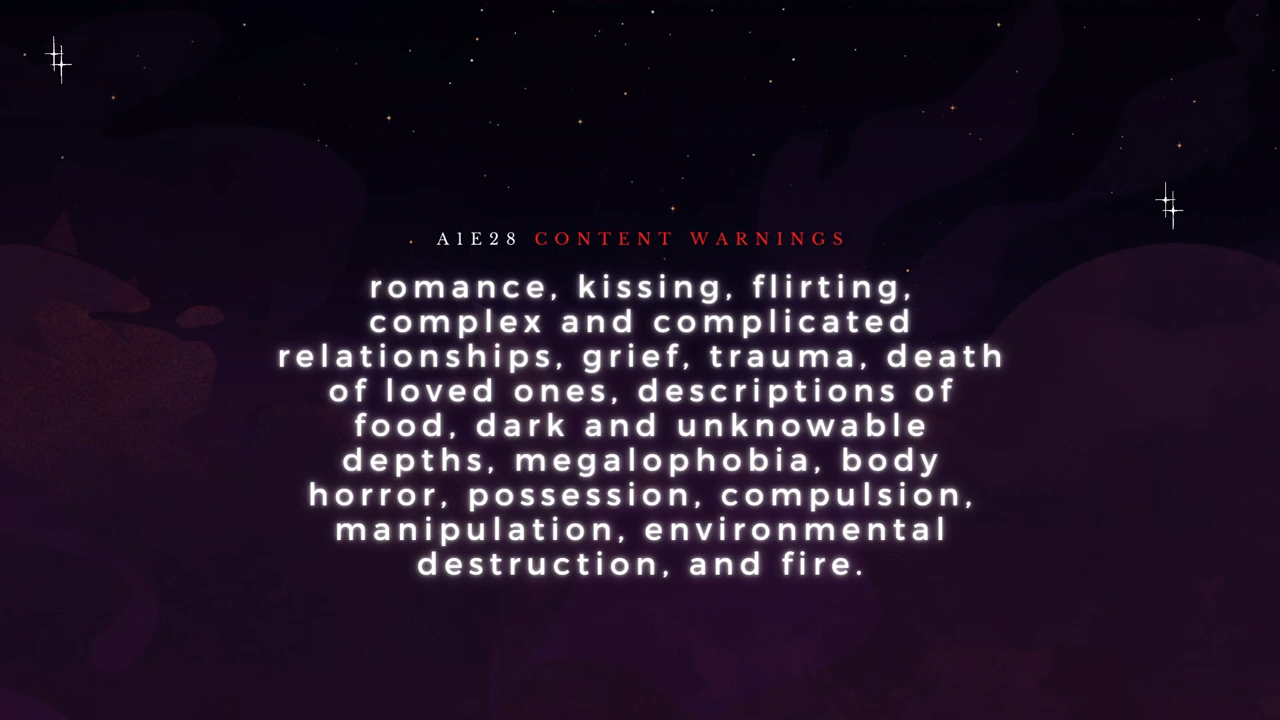 A1E28 CONTENT WARNINGS
romance, kissing, flirting,
complex and complicated
relationships, grief, trauma, death
of loved ones, descriptions of
food, dark and unknowable
depths, megalophobia, body
horror, possession, compulsion,
manipulation, environmental
destruction, and fire.